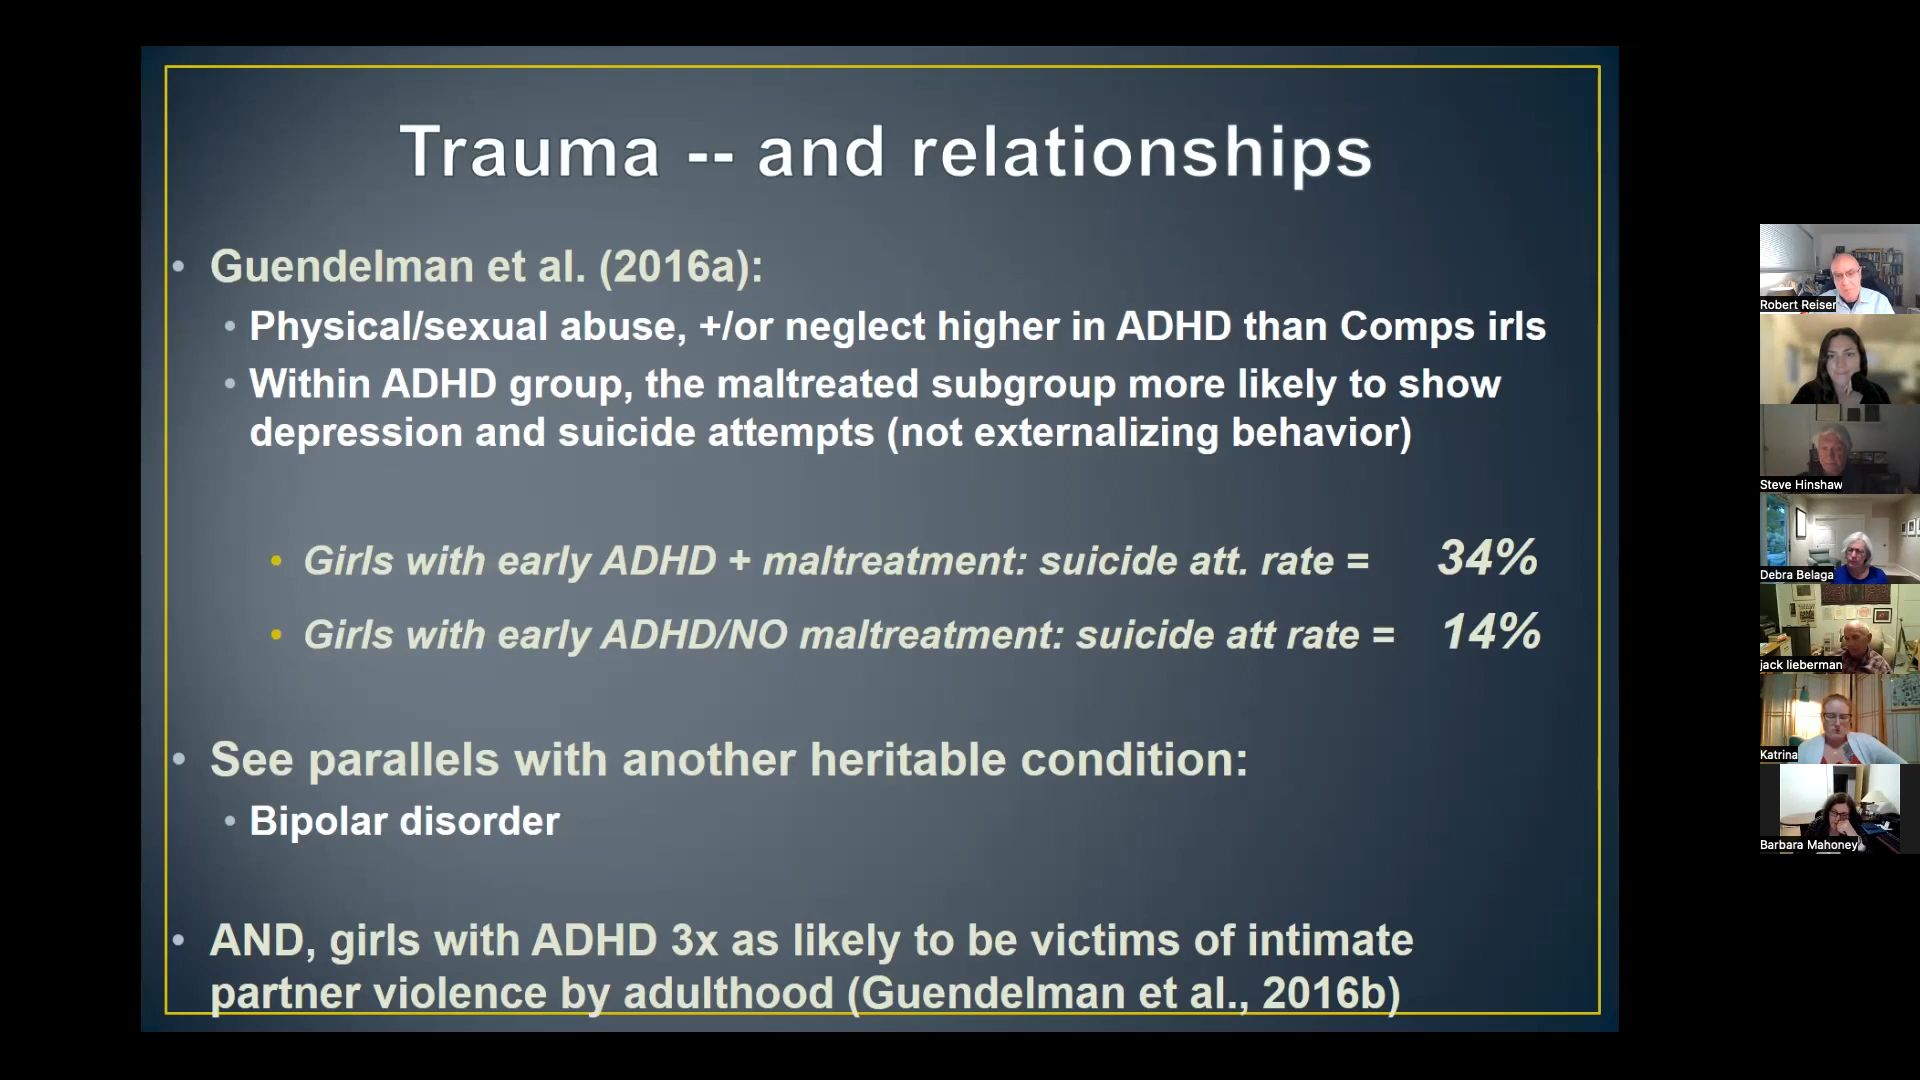 Trauma -- and relationships
• Guendelman et al. (2016a):
• Physical/sexual abuse, +/or neglect higher in ADHD than Comps irls
• Within ADHD group, the maltreated subgroup more likely to show
depression and suicide attempts (not externalizing behavior)
• Girls with early ADHD + maltreatment: suicide att. rate = 34%
• Girls with early ADHD/NO maltreatment: suicide att rate = 14%
• See parallels with another heritable condition:
• Bipolar disorder
• AND, girls with ADHD 3x as likely to be victims of intimate
partner violence by adulthood (Guendelman et al., 2016b)
Robert Reiser
Steve Hinshaw
Debra Belaga
jack lieberman
Katrina
Barbara Mahoney